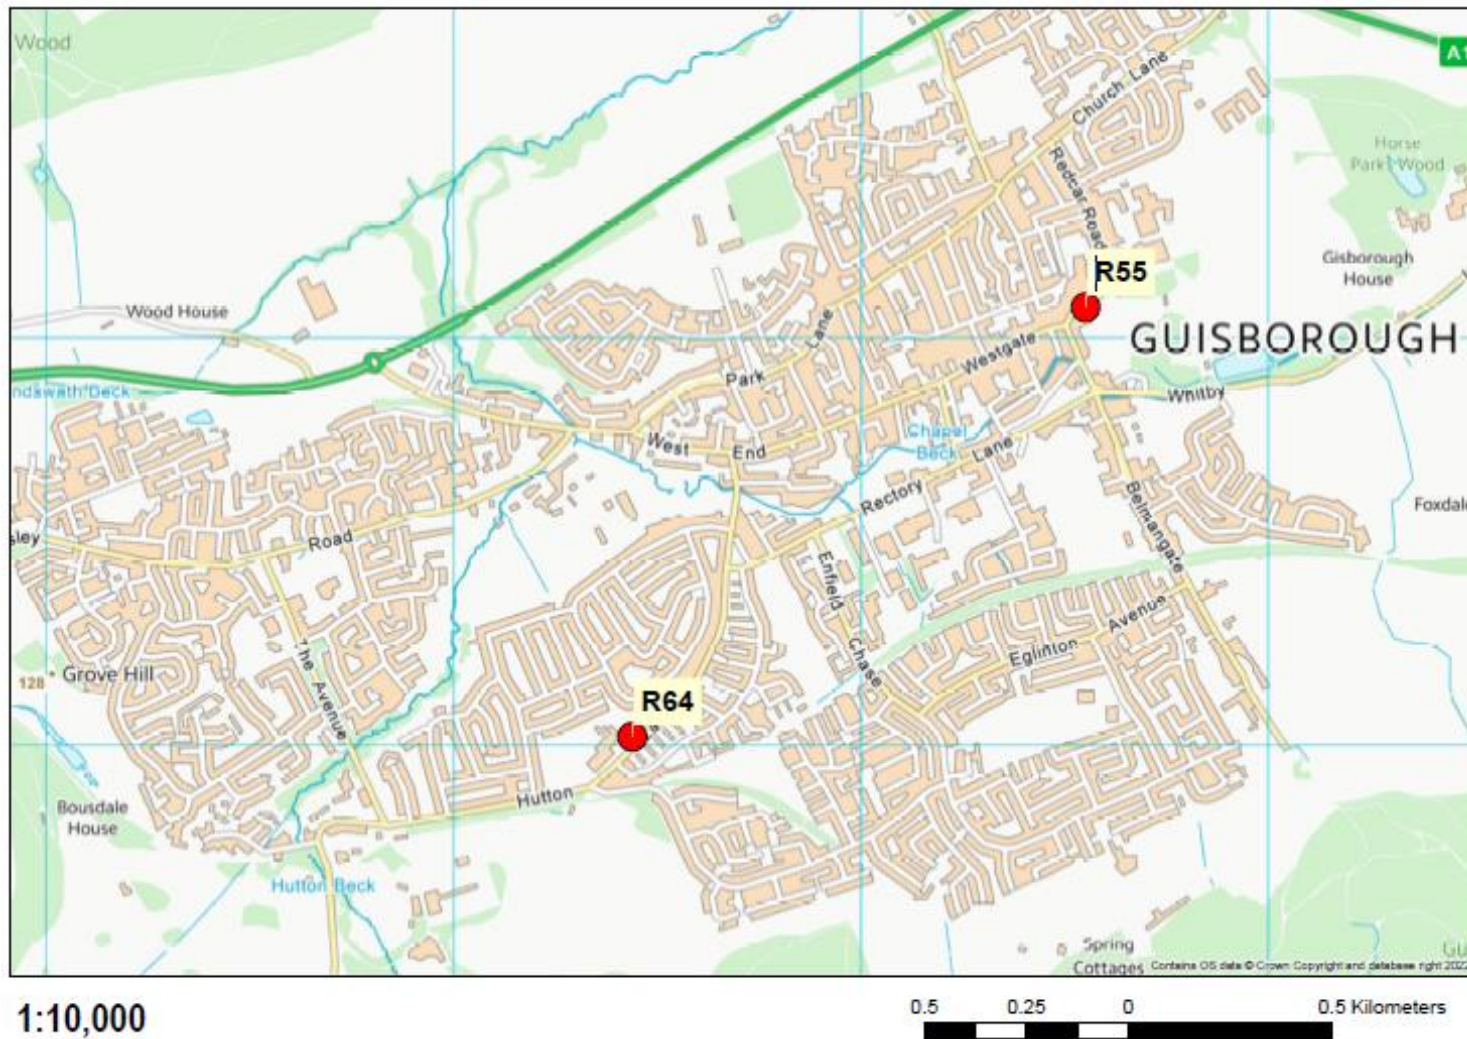 Wood
A1
Church Lane
Horse
Park Wood
Redcar Road
Gisborough
House
R55
Wood House
GUISBOROUGH
Lane
Westgate
Park
Whitby
ndswath Beck
Chapel
Beck
West End
Lane
Rectory
Belmangate
Foxdale
sley
Road
Enfield
Chase
Avenue
Eglinton
The Avenue
128
Grove Hill
R64
Hutton
Bousdale
House
Hutton Beck
Spring
Cottages
Gu
Contains OS data © Crown Copyright and database right 2022
1:10,000
0.5 0.25 0 0.5 Kilometers